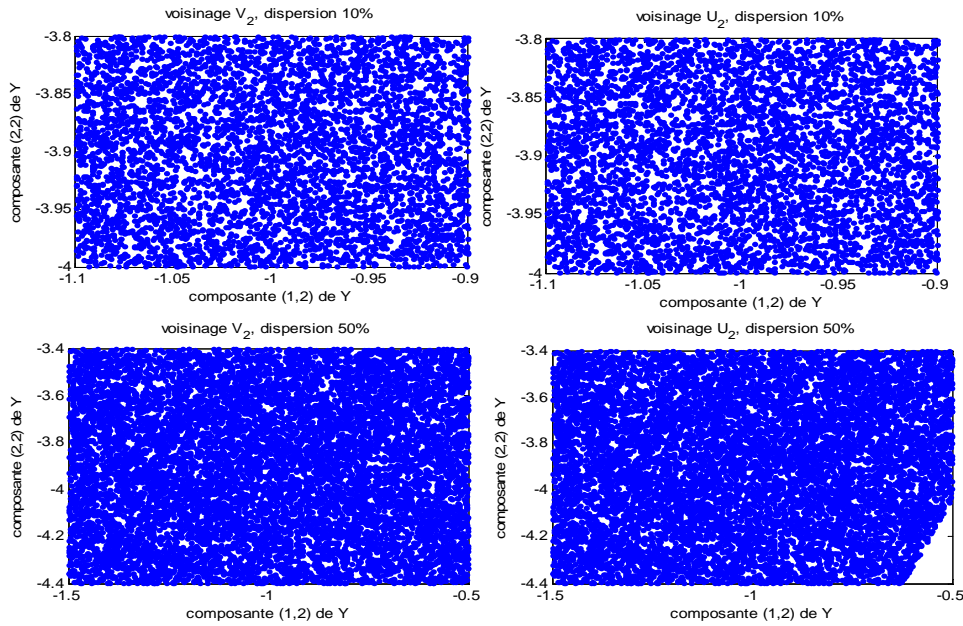 voisinage V2, dispersion 10%
-3.8
-3.85
-3.9
-3.95
-4
composante (2,2) de Y
-1.1 -1.05 -1 -0.95 -0.9
composante (1,2) de Y
voisinage U2, dispersion 10%
-3.8
-3.85
-3.9
-3.95
-4
composante (2,2) de Y
-1.1 -1.05 -1 -0.95 -0.9
composante (1,2) de Y
voisinage V2, dispersion 50%
-3.4
-3.6
-3.8
-4
-4.2
-4.4
composante (2,2) de Y
-1.5 -1 -0.5
composante (1,2) de Y
voisinage U2, dispersion 50%
-3.4
-3.6
-3.8
-4
-4.2
-4.4
composante (2,2) de Y
-1.5 -1 -0.5
composante (1,2) de Y